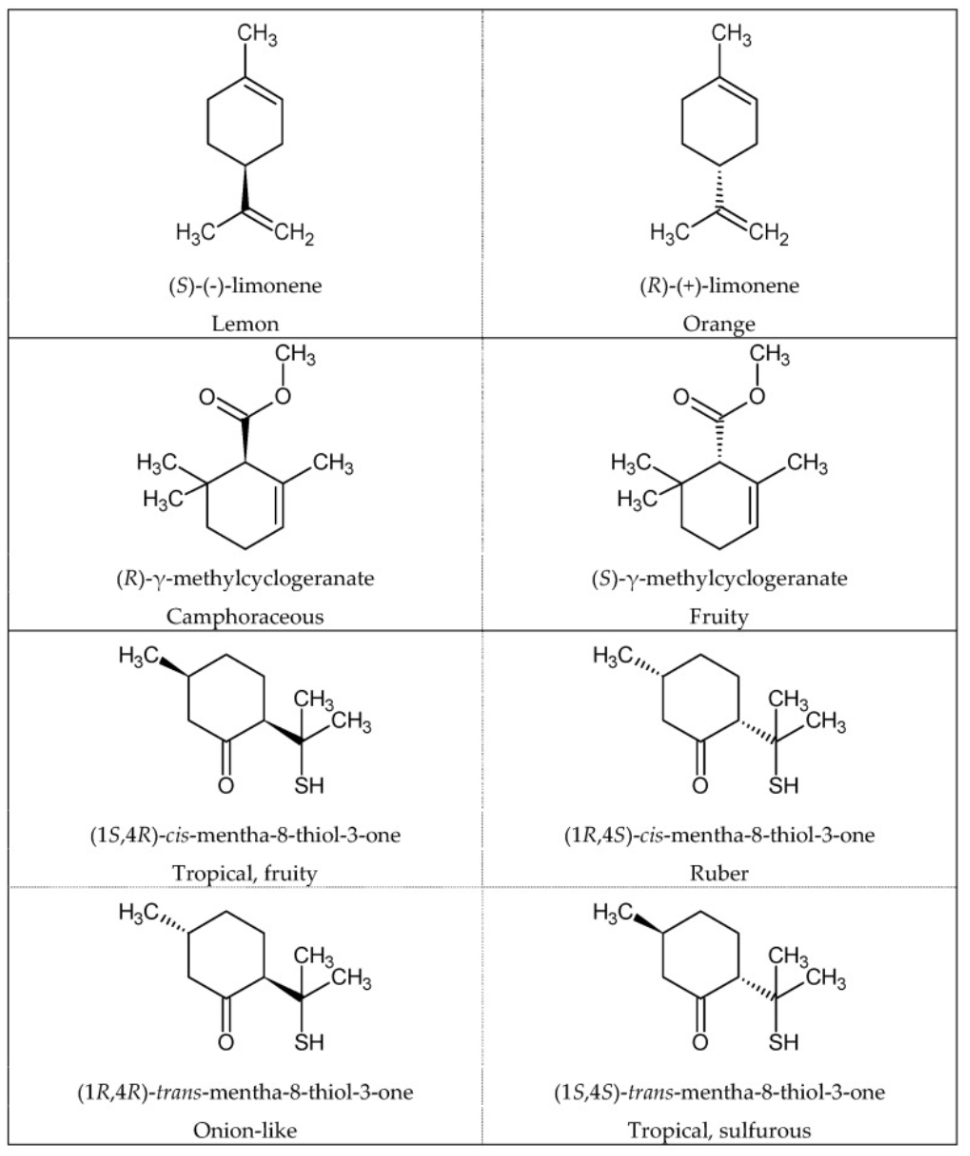 CH₃
CH₃
H₃C
CH₂
H₃C
CH₂
(S)-(-)-limonene
(R)-(+)-limonene
Lemon
Orange
CH₃
CH₃
O
O
O
O
H₃C
CH₃
H₃C
CH₃
H₃C
H₃C
(R)-γ-methylcyclogeranate
(S)-γ-methylcyclogeranate
Camphoraceous
Fruity
H₃C
H₃C
CH₃
CH₃
CH₃
CH₃
O
SH
O
SH
(1S,4R)-cis-mentha-8-thiol-3-one
(1R,4S)-cis-mentha-8-thiol-3-one
Tropical, fruity
Ruber
H₃C
H₃C
CH₃
CH₃
CH₃
CH₃
O
SH
O
SH
(1R,4R)-trans-mentha-8-thiol-3-one
(1S,4S)-trans-mentha-8-thiol-3-one
Onion-like
Tropical, sulfurous